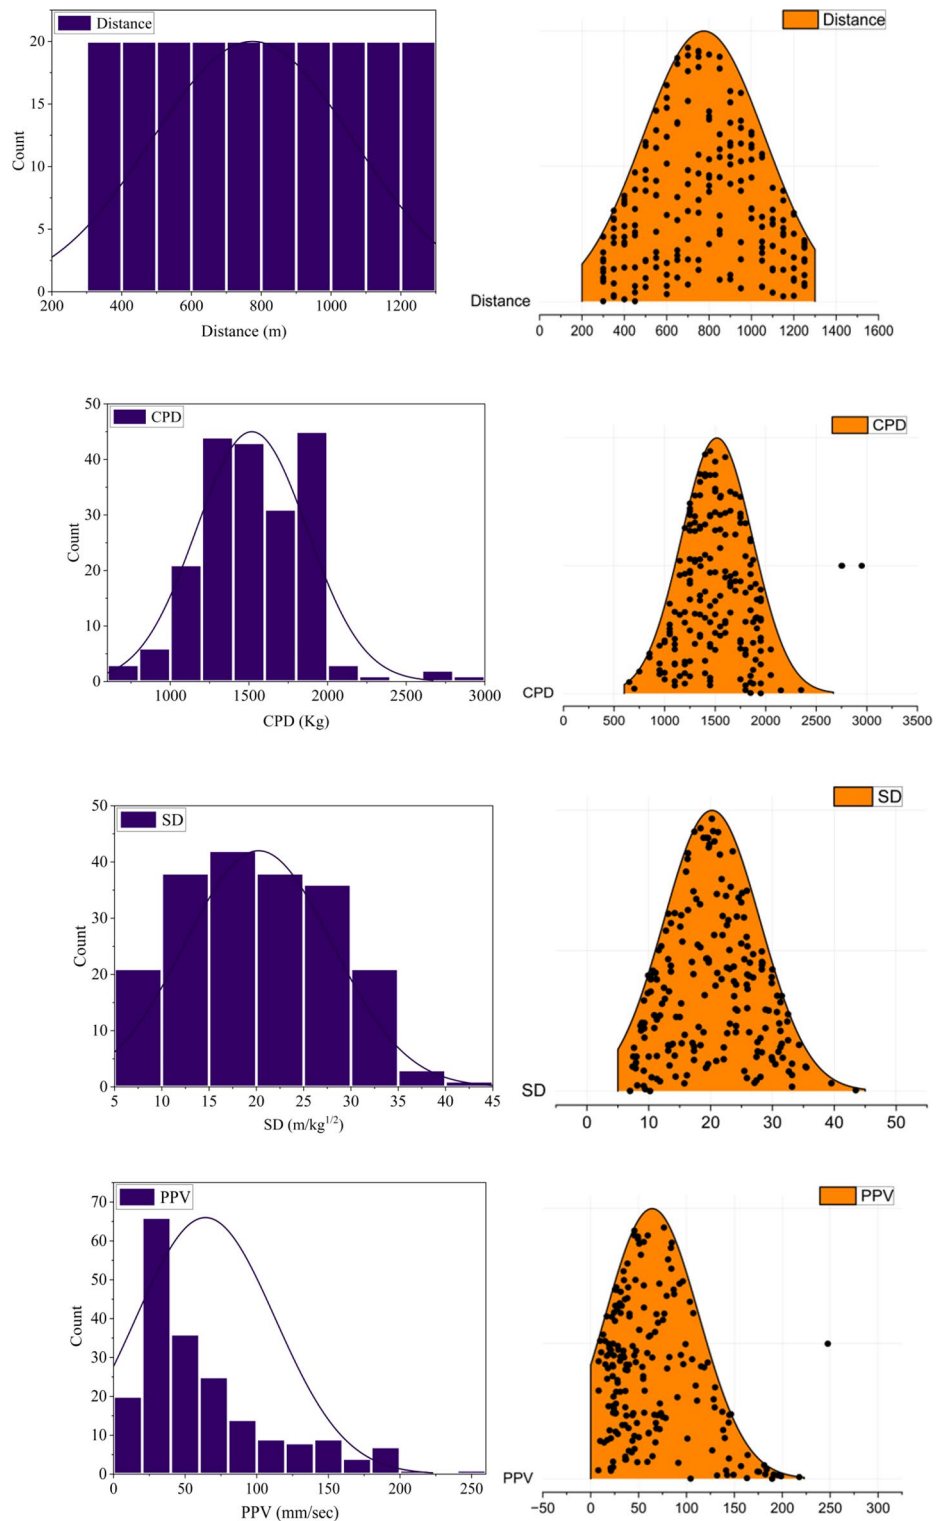 Distance
20
15
10
5
0
Count
200 400 600 800 1000 1200
Distance (m)
Distance
Distance
0 200 400 600 800 1000 1200 1400 1600
CPD
50
40
30
20
10
0
Count
1000 1500 2000 2500 3000
CPD (Kg)
CPD
CPD
0 500 1000 1500 2000 2500 3000 3500
SD
50
40
30
20
10
0
Count
5 10 15 20 25 30 35 40 45
SD (m/kg^1/2)
SD
SD
0 10 20 30 40 50
PPV
70
60
50
40
30
20
10
0
Count
0 50 100 150 200 250
PPV (mm/sec)
PPV
PPV
−50 0 50 100 150 200 250 300